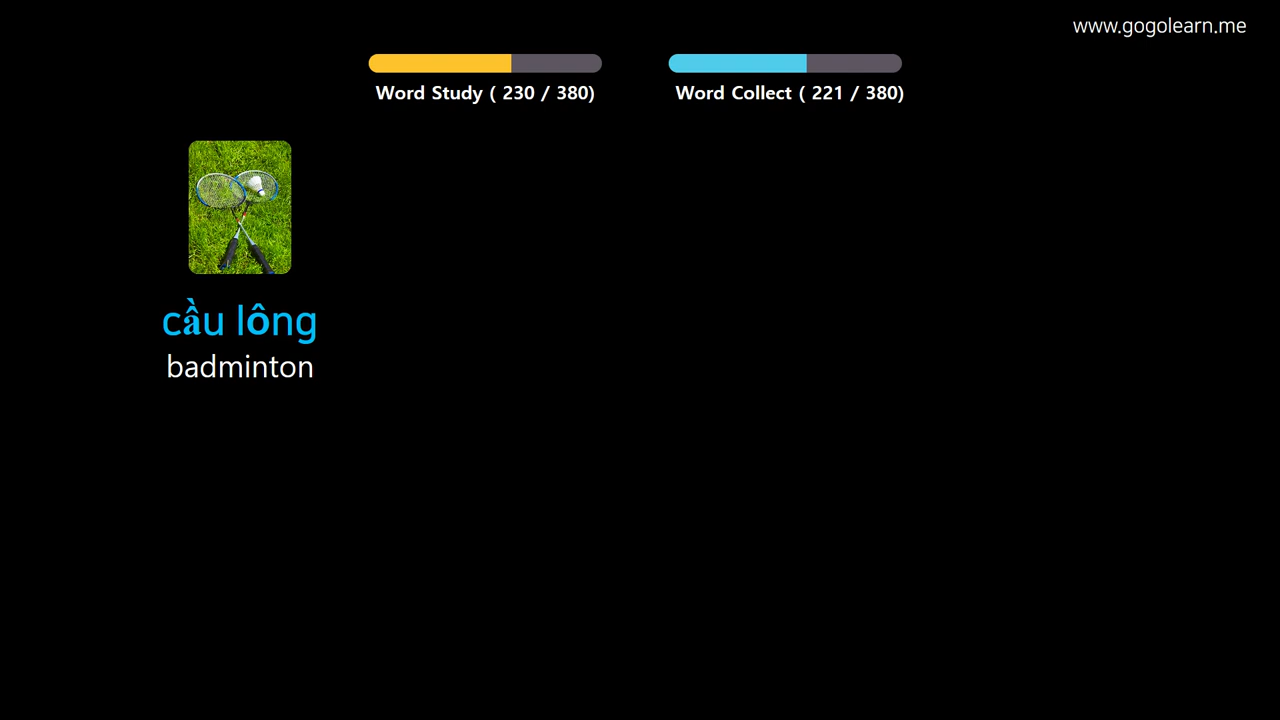 www.gogolearn.me
Word Study ( 230 / 380)
Word Collect ( 221 / 380)
cầu lông
badminton